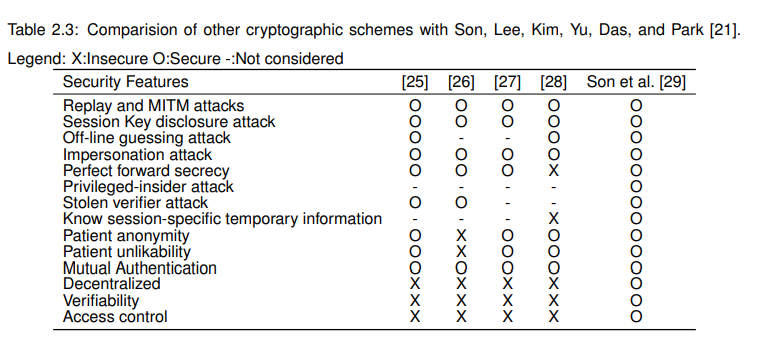 Table 2.3: Comparision of other cryptographic schemes with Son, Lee, Kim, Yu, Das, and Park [21].
Legend: X:Insecure O:Secure -:Not considered
Security Features [25] [26] [27] [28] Son et al. [29]
Replay and MITM attacks O O O O O
Session Key disclosure attack O O O O O
Off-line guessing attack O - - O O
Impersonation attack O O O O O
Perfect forward secrecy O O O X O
Privileged-insider attack - - - - O
Stolen verifier attack O O - - O
Know session-specific temporary information - - - X O
Patient anonymity O X O O O
Patient unlikability O X O O O
Mutual Authentication O O O O O
Decentralized X X X X O
Verifiability X X X X O
Access control X X X X O